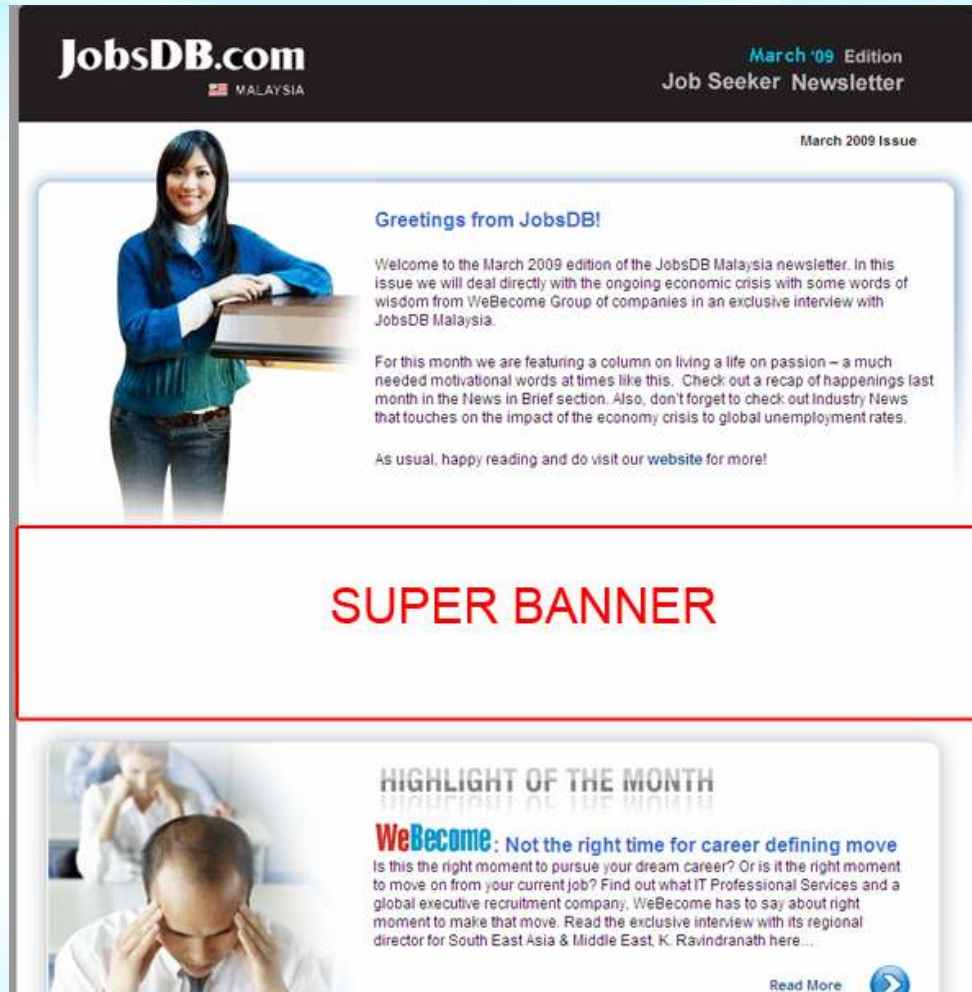 JobsDB.com
MALAYSIA
March '09 Edition
Job Seeker Newsletter
March 2009 Issue
Greetings from JobsDB!
Welcome to the March 2009 edition of the JobsDB Malaysia newsletter. In this
issue we will deal directly with the ongoing economic crisis with some words of
wisdom from WeBecome Group of companies in an exclusive interview with
JobsDB Malaysia.
For this month we are featuring a column on living a life on passion – a much
needed motivational words at times like this. Check out a recap of happenings last
month in the News in Brief section. Also, don't forget to check out Industry News
that touches on the impact of the economy crisis to global unemployment rates.
As usual, happy reading and do visit our website for more!
SUPER BANNER
HIGHLIGHT OF THE MONTH
WeBecome: Not the right time for career defining move
Is this the right moment to pursue your dream career? Or is it the right moment
to move on from your current job? Find out what IT Professional Services and a
global executive recruitment company, WeBecome has to say about right
moment to make that move. Read the exclusive interview with its regional
director for South East Asia & Middle East, K. Ravindranath here...
Read More